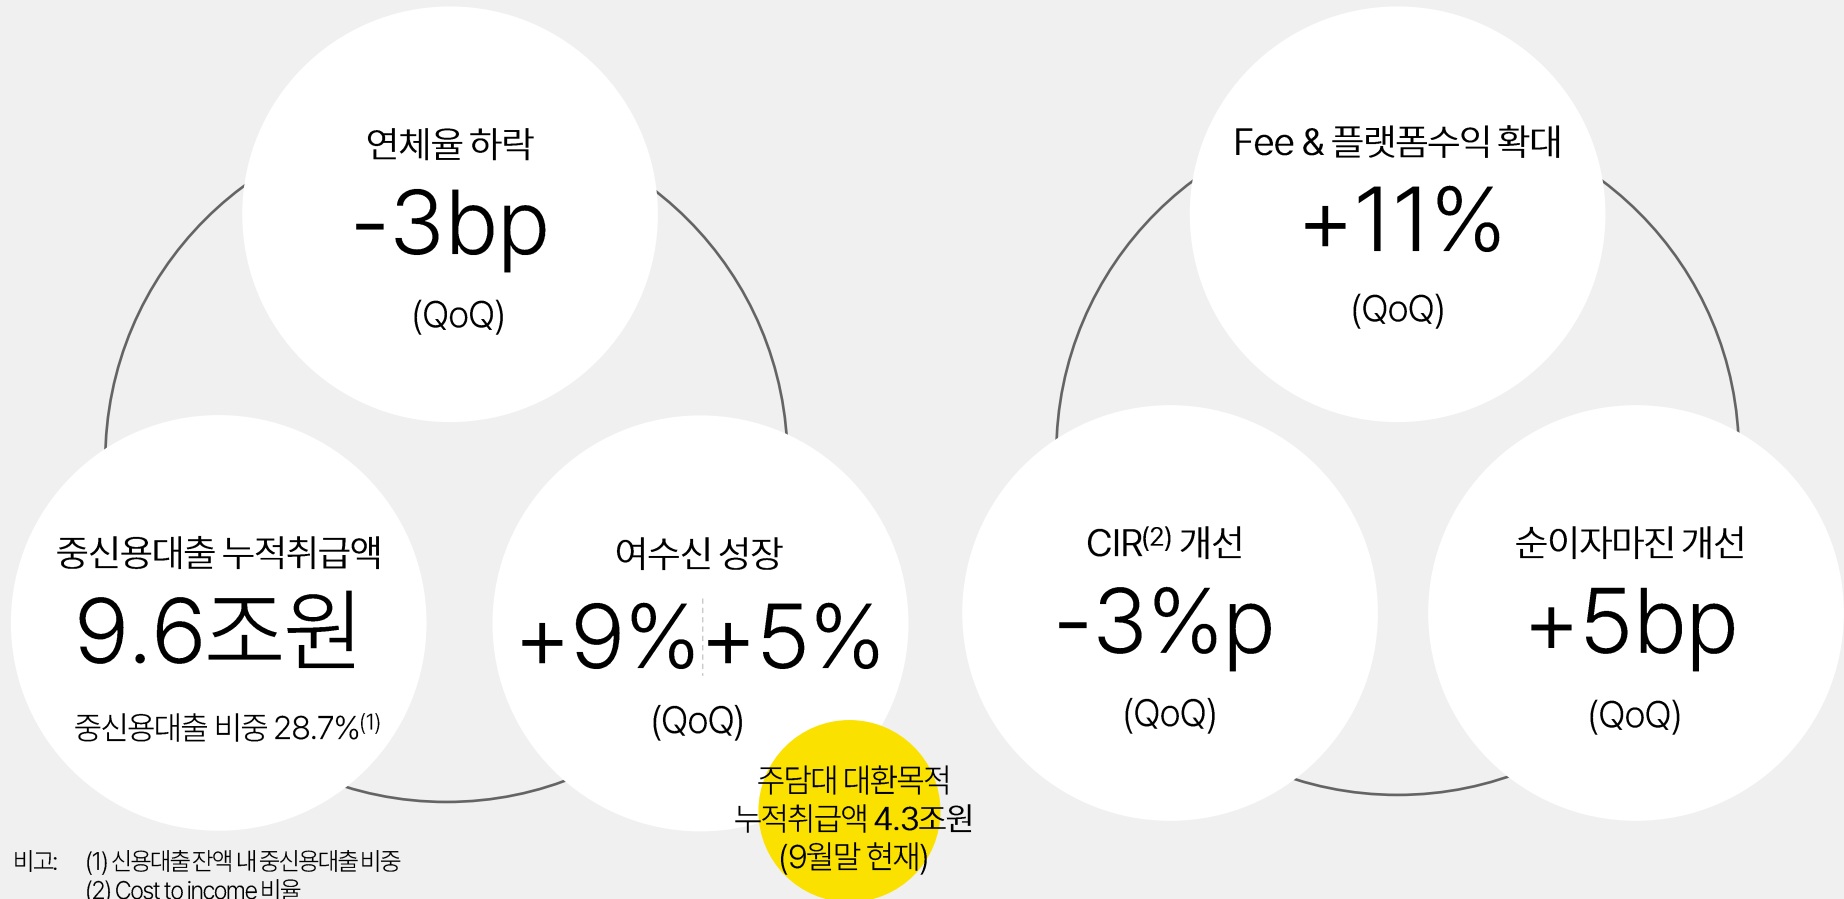 연체율 하락
-3bp
(QoQ)
중신용대출 누적취급액
9.6조원
중신용대출 비중 28.7%(1)
여수신 성장
+9% +5%
(QoQ)
주담대 대환목적
누적취급액 4.3조원
(9월말 현재)
Fee & 플랫폼수익 확대
+11%
(QoQ)
CIR(2) 개선
-3%p
(QoQ)
순이자마진 개선
+5bp
(QoQ)
비고: (1) 신용대출 잔액 내 중신용대출 비중
(2) Cost to income 비율